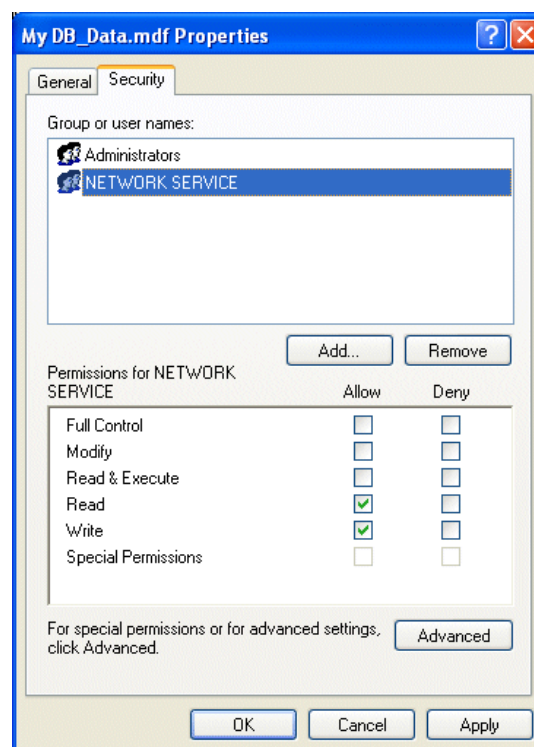 My DB_Data.mdf Properties
General Security
Group or user names:
Administrators
NETWORK SERVICE
Add... Remove
Permissions for NETWORK
SERVICE Allow Deny
Full Control
Modify
Read & Execute
Read
Write
Special Permissions
For special permissions or for advanced settings,
click Advanced.
Advanced
OK Cancel Apply